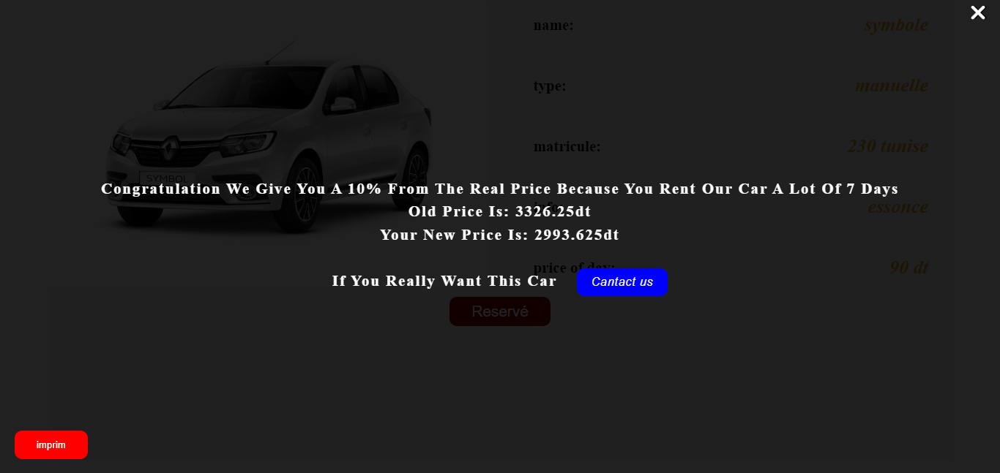 name: symbole
type: manuelle
matricule: 230 tunise
SYMBOL
Congratulation We Give You A 10% From The Real Price Because You Rent Our Car A Lot Of 7 Days
essonce
Old Price Is: 3326.25dt
Your New Price Is: 2993.625dt
price of day: 90 dt
If You Really Want This Car Cantact us
Reservé
imprim